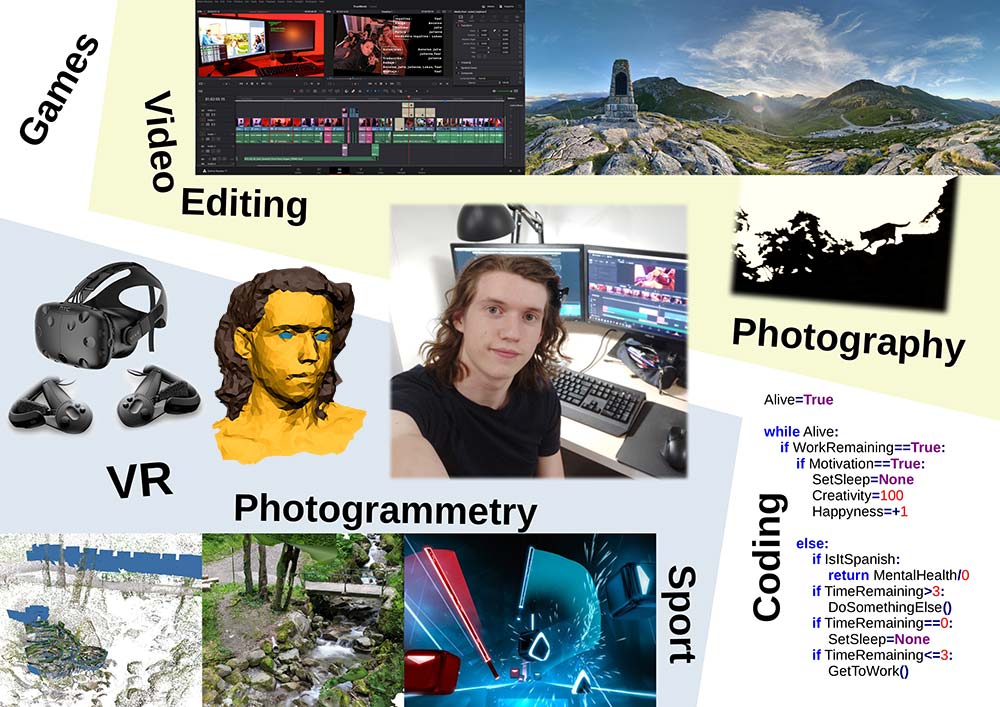 Games
Video
Editing
Photography
VR
Photogrammetry
Sport
Coding
Alive=True
while Alive:
if WorkRemaining==True:
if Motivation==True:
SetSleep=None
Creativity=100
Happyness=+1
else:
if IsItSpanish:
return MentalHealth/0
if TimeRemaining>3:
DoSomethingElse()
if TimeRemaining==0:
SetSleep=None
if TimeRemaining<=3:
GetToWork()